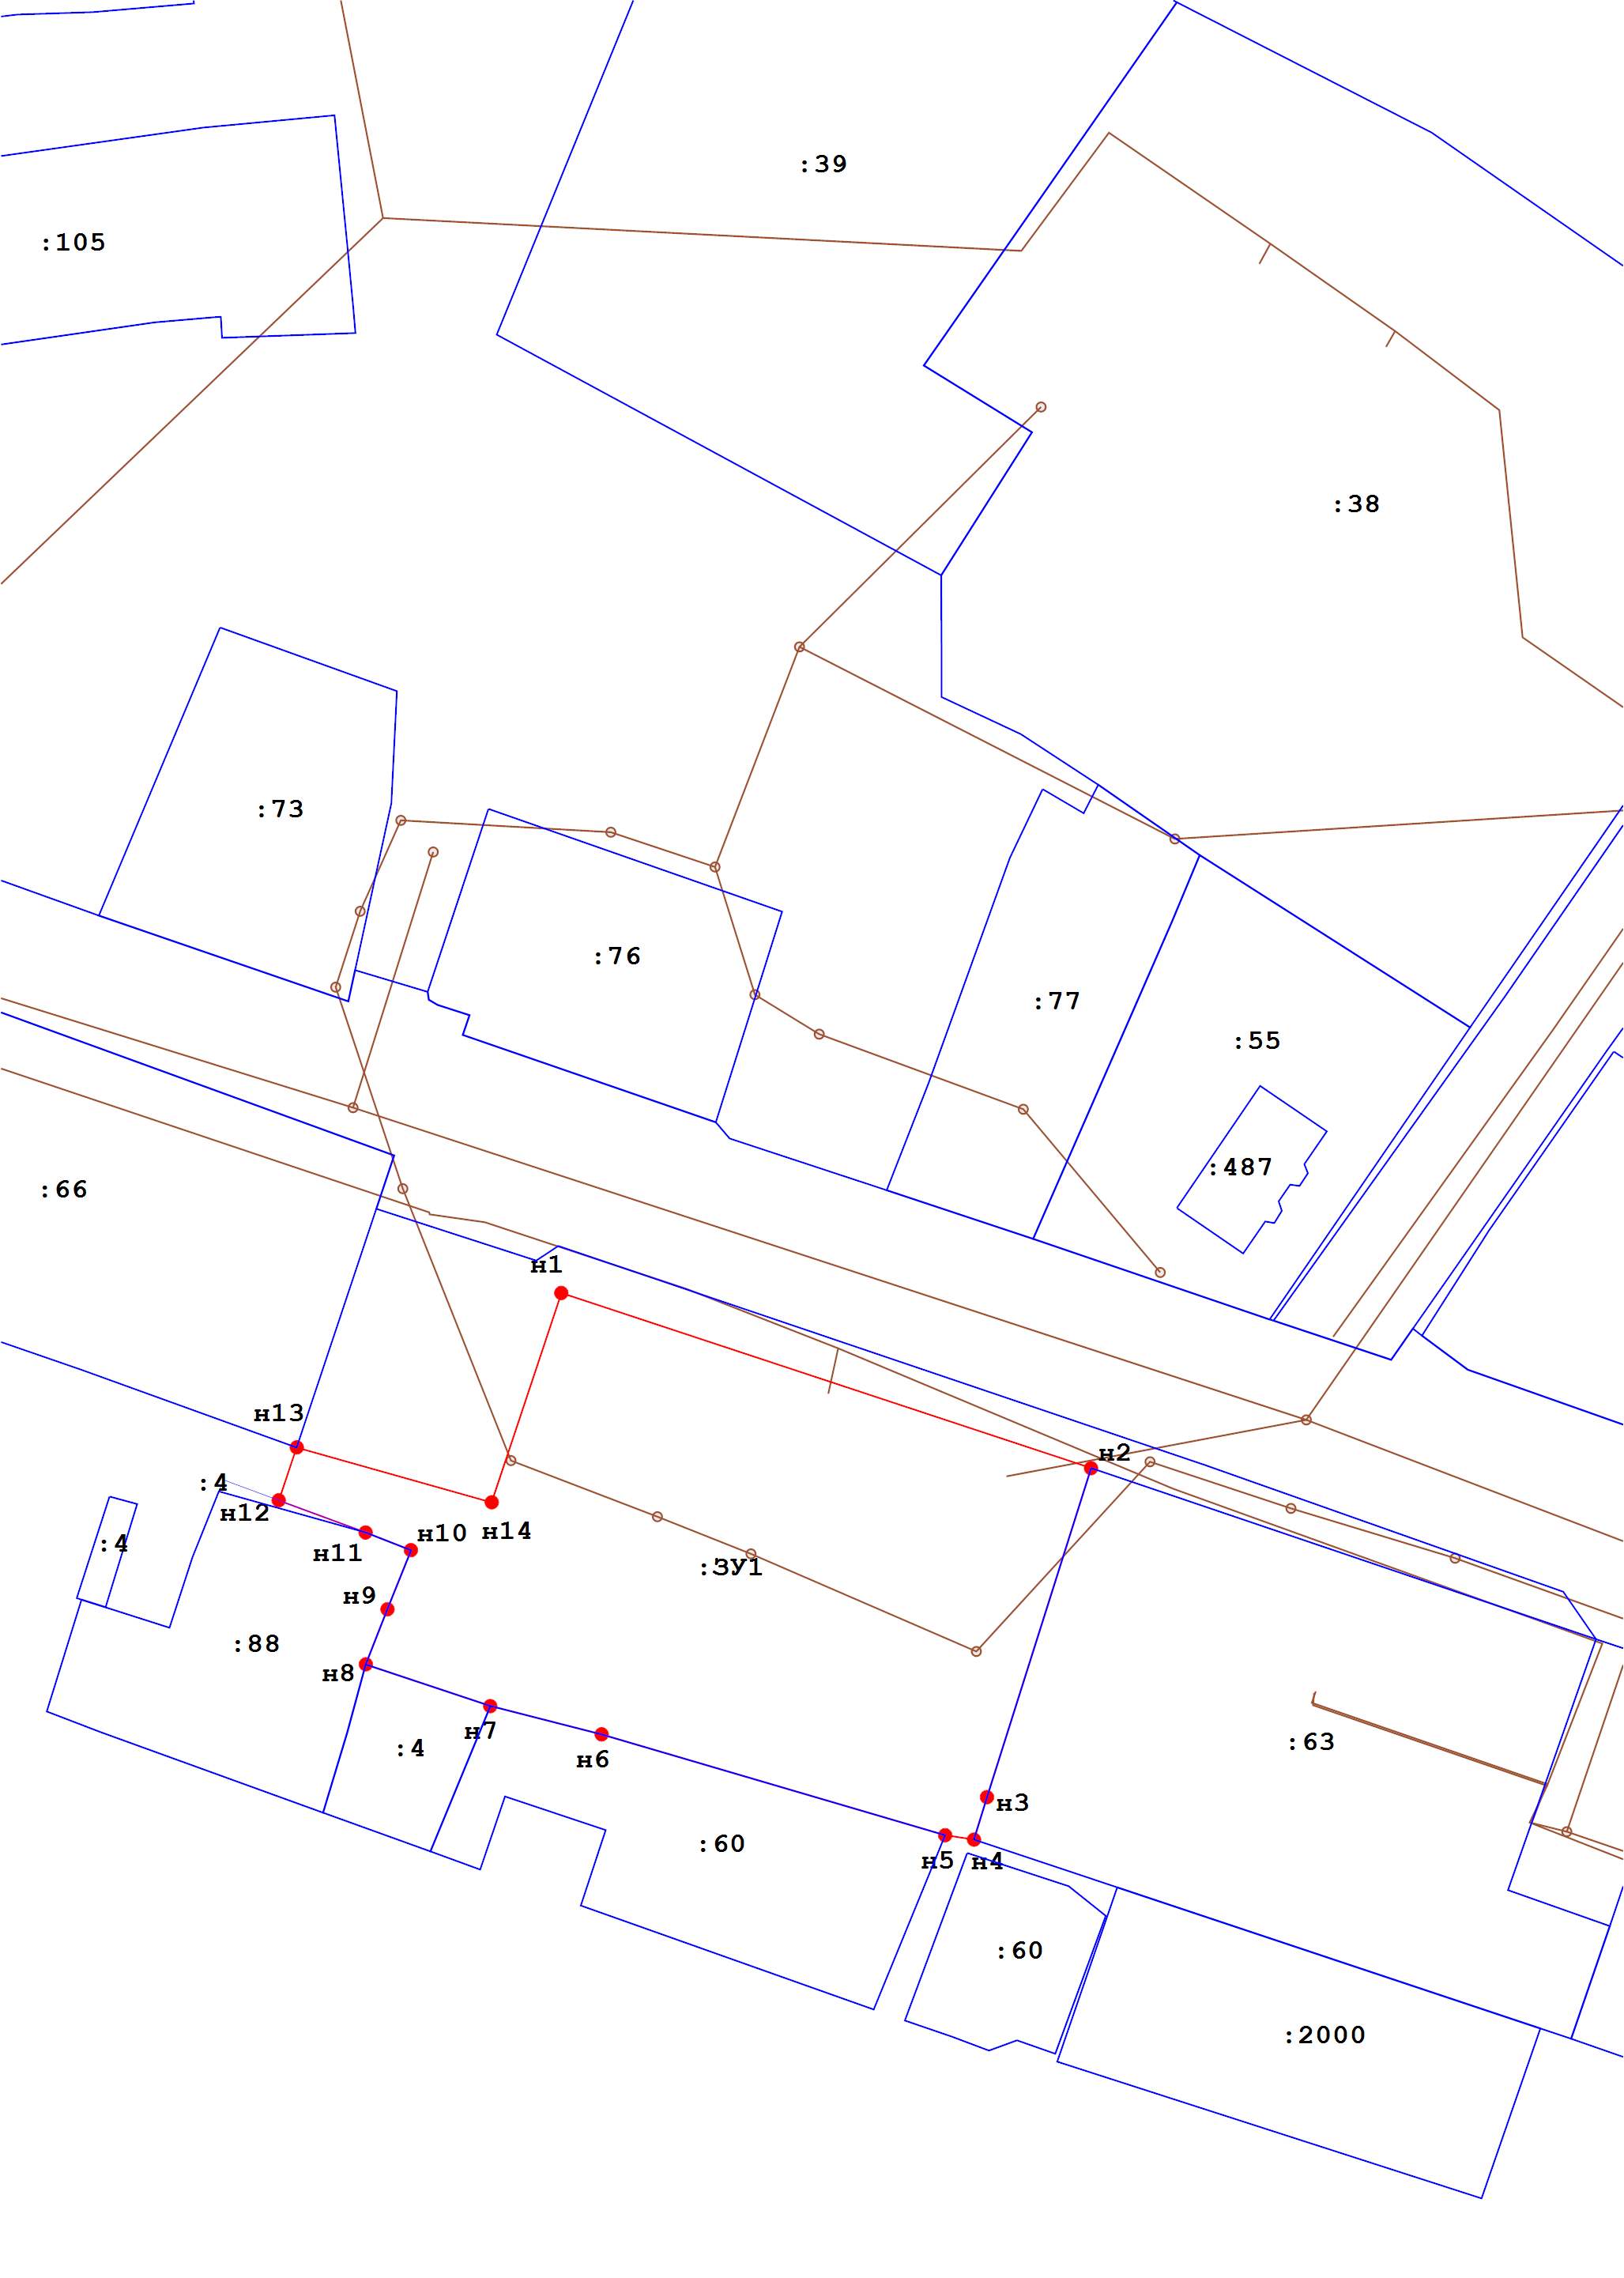 :39
:105
:38
:73
:76
:77
:55
:487
:66
н1
н13
н2
:4
н12
н10
н14
:4
н11
:ЗУ1
н9
:88
н8
н7
:4
н6
:63
н3
:60
н5
н4
:60
:2000